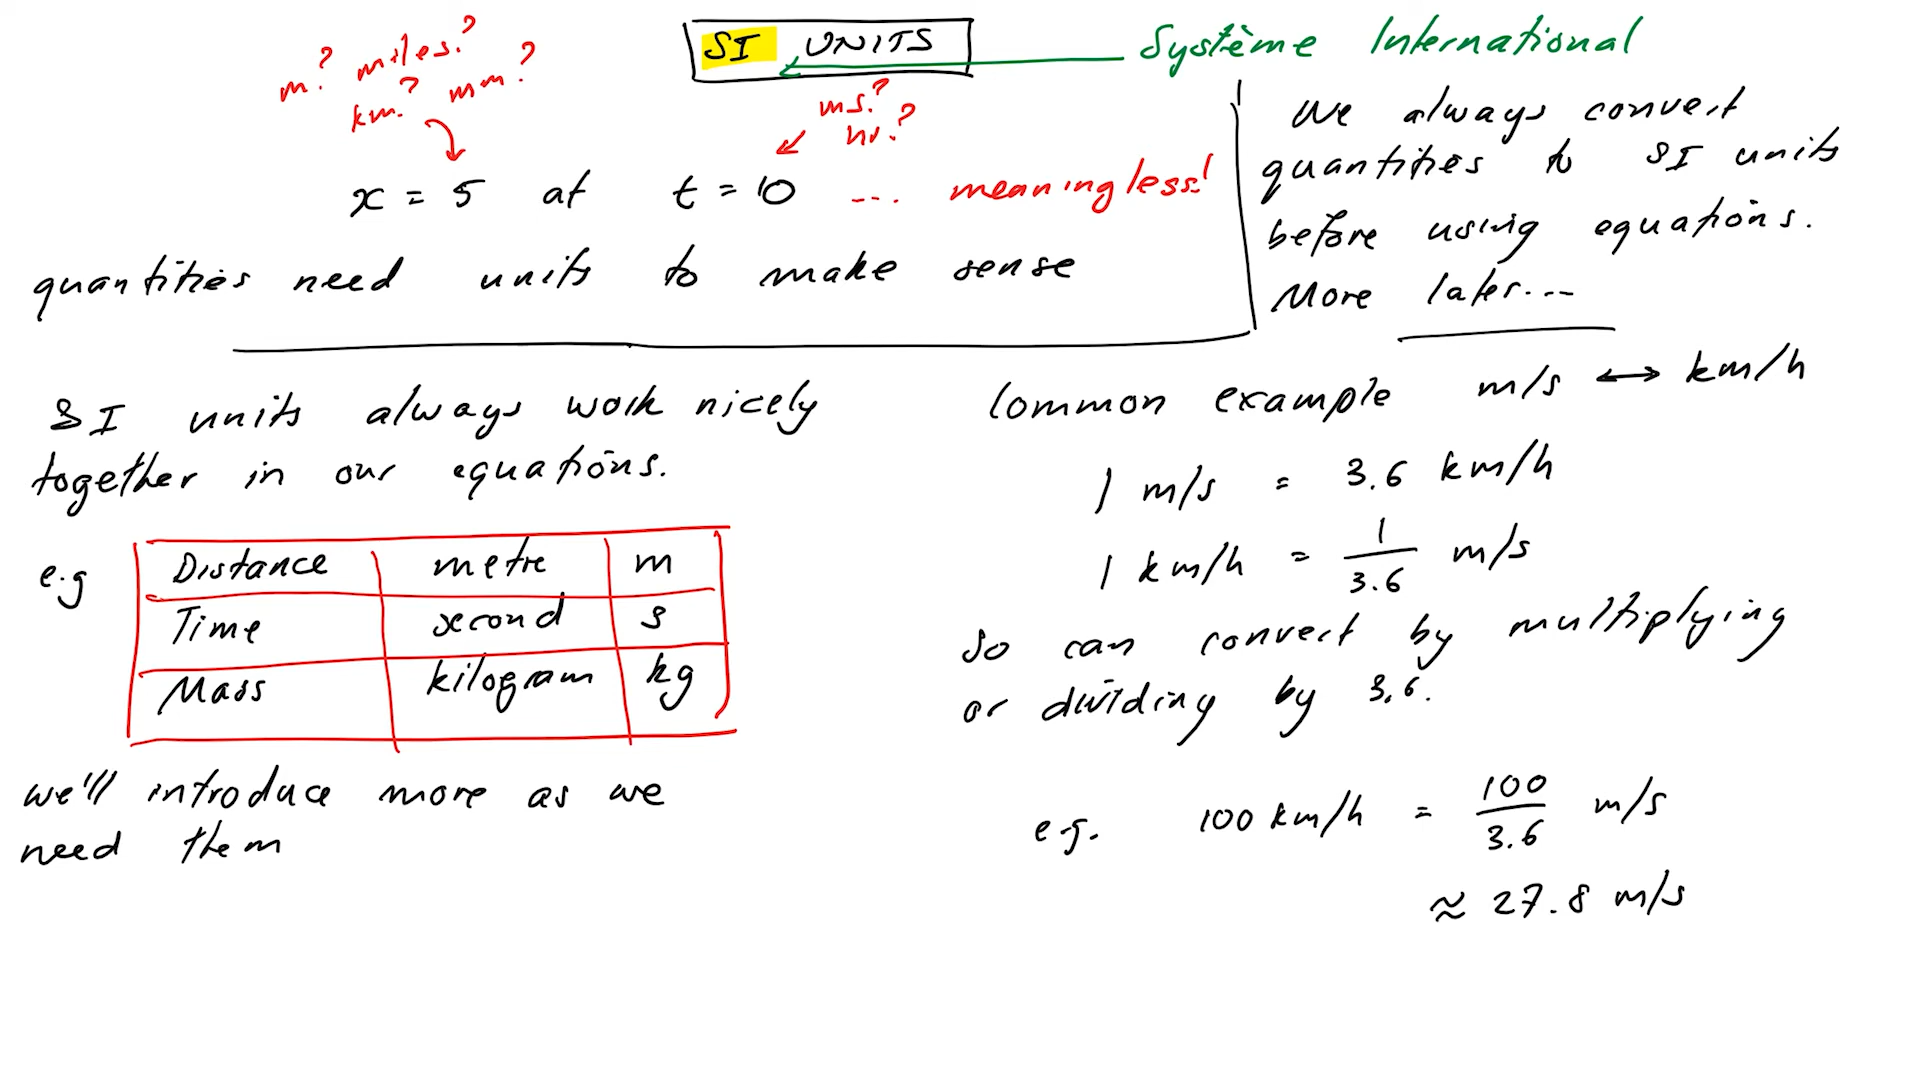 SI UNITS
Système International
m? miles?
km? mm?
ms?
hr?
x = 5 at t = 10 ... meaningless!
quantities need units to make sense
We always convert
quantities to SI units
before using equations.
More later...
SI units always work nicely
together in our equations.
e.g
Distance metre m
Time second s
Mass kilogram kg
we'll introduce more as we
need them
Common example m/s ↔ km/h
1 m/s = 3.6 km/h
1 km/h = 1/3.6 m/s
So can convert by multiplying
or dividing by 3.6.
e.g. 100 km/h = 100/3.6 m/s
≈ 27.8 m/s